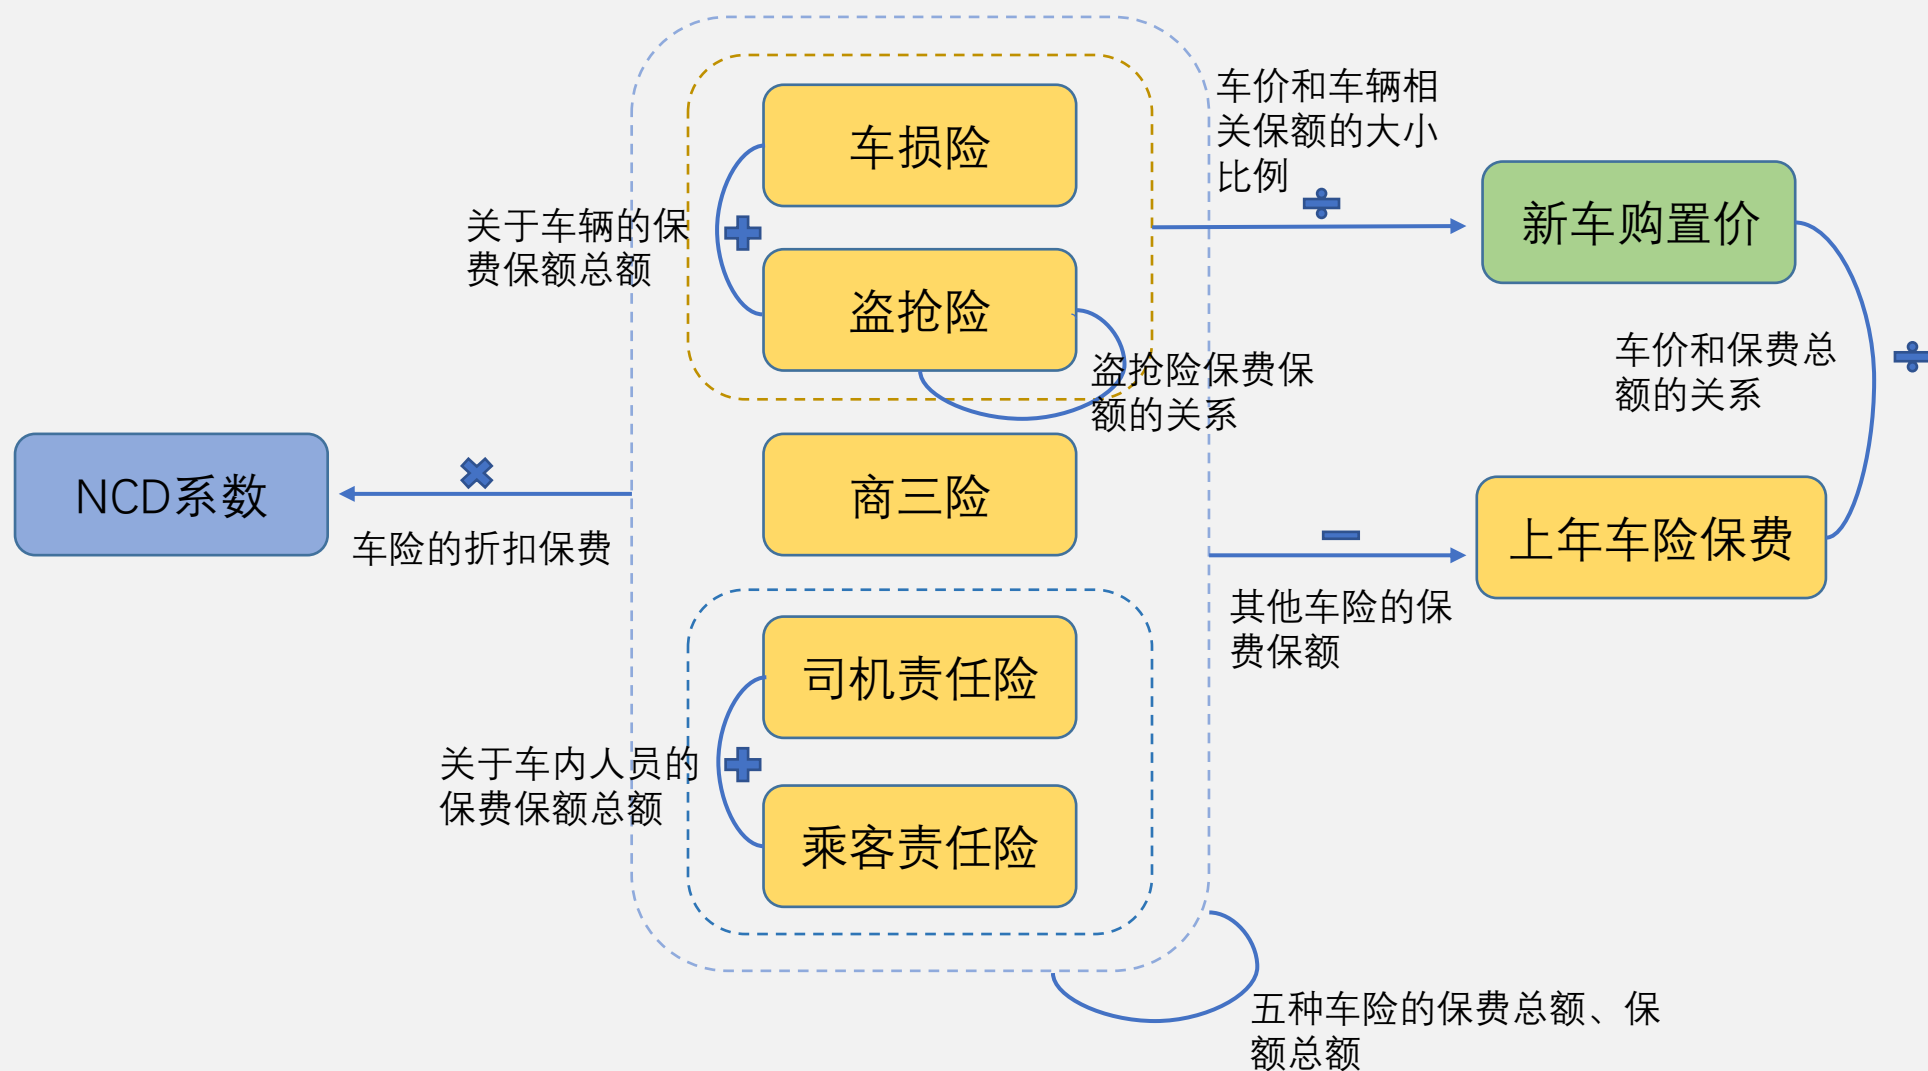 车价和车辆相
关保额的大小
比例
车损险
新车购置价
关于车辆的保
费保额总额
盗抢险
车价和保费总
额的关系
盗抢险保费保
额的关系
NCD系数
商三险
车险的折扣保费
上年车险保费
其他车险的保
费保额
司机责任险
关于车内人员的
保费保额总额
乘客责任险
五种车险的保费总额、保
额总额